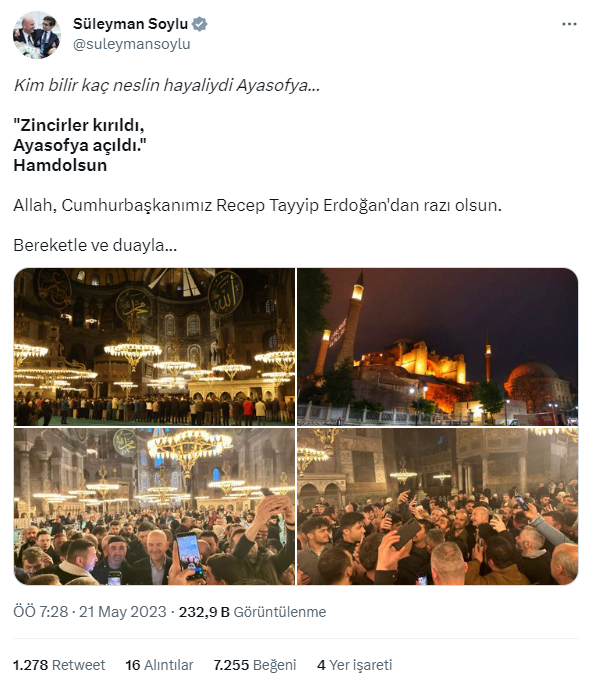 Süleyman Soylu
@suleymansoylu
Kim bilir kaç neslin hayaliydi Ayasofya...
"Zincirler kırıldı,
Ayasofya açıldı."
Hamdolsun
Allah, Cumhurbaşkanımız Recep Tayyip Erdoğan'dan razı olsun.
Bereketle ve duayla...
ÖÖ 7:28 · 21 May 2023 · 232,9 B Görüntülenme
1.278 Retweet 16 Alıntılar 7.255 Beğeni 4 Yer işareti